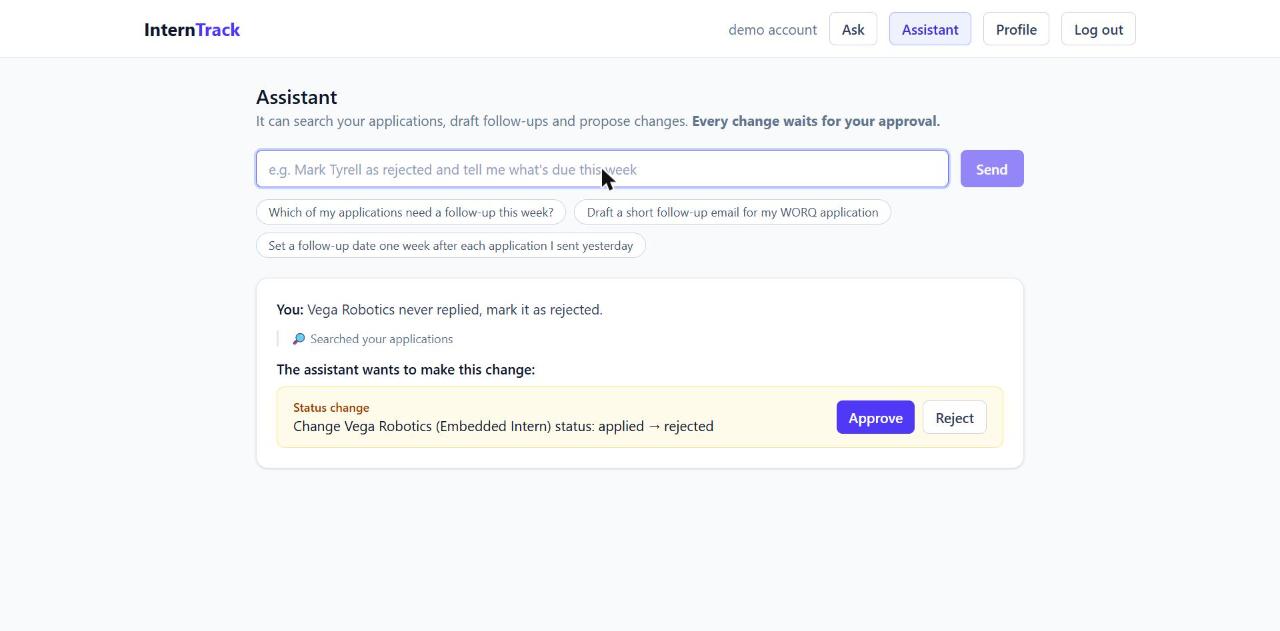 InternTrack
demo account
Ask
Assistant
Profile
Log out
Assistant
It can search your applications, draft follow-ups and propose changes. Every change waits for your approval.
e.g. Mark Tyrell as rejected and tell me what's due this week
Send
Which of my applications need a follow-up this week?
Draft a short follow-up email for my WORQ application
Set a follow-up date one week after each application I sent yesterday
You: Vega Robotics never replied, mark it as rejected.
Searched your applications
The assistant wants to make this change:
Status change
Change Vega Robotics (Embedded Intern) status: applied → rejected
Approve
Reject